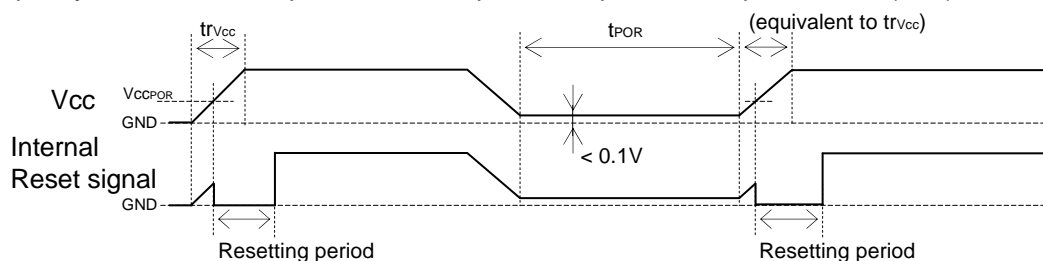 trVcc
tPOR
(equivalent to trVcc)
Vcc
VccPOR
GND
< 0.1V
Internal
Reset signal
GND
Resetting period
Resetting period